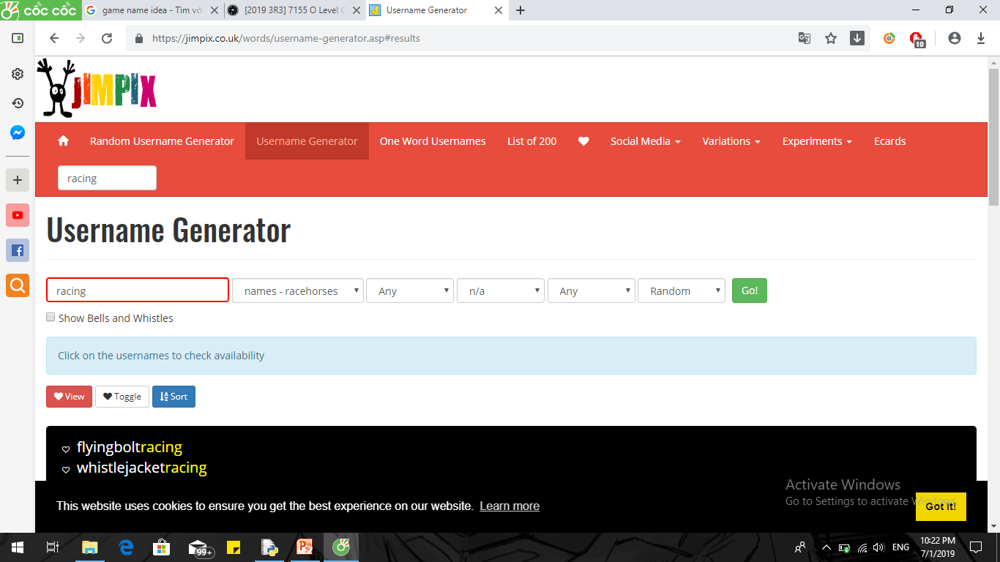 cốc cốc
game name idea - Tìm với
[2019 3R3] 7155 O Level C
Username Generator
https://jimpix.co.uk/words/username-generator.asp#results
10
JIMPIX
Random Username Generator
Username Generator
One Word Usernames
List of 200
Social Media
Variations
Experiments
Ecards
racing
Username Generator
racing
names - racehorses
Any
n/a
Any
Random
Go!
Show Bells and Whistles
Click on the usernames to check availability
View
Toggle
Sort
flyingboltracing
whistlejacketracing
Activate Windows
Go to Settings to activate Windows.
This website uses cookies to ensure you get the best experience on our website. Learn more
Got it!
99+
ENG
10:22 PM
7/1/2019